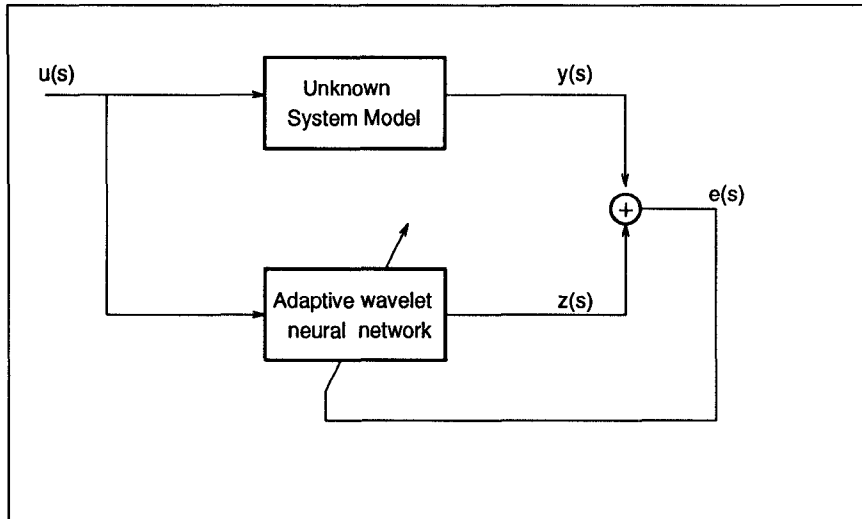 u(s)
Unknown
System Model
y(s)
+
e(s)
Adaptive wavelet
neural network
z(s)